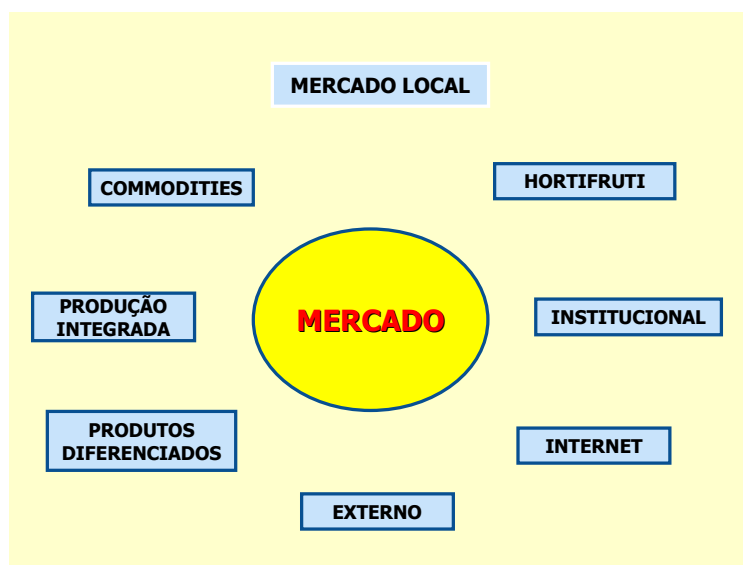 MERCADO LOCAL
COMMODITIES
HORTIFRUTI
PRODUÇÃO
INTEGRADA
MERCADO
INSTITUCIONAL
PRODUTOS
DIFERENCIADOS
INTERNET
EXTERNO